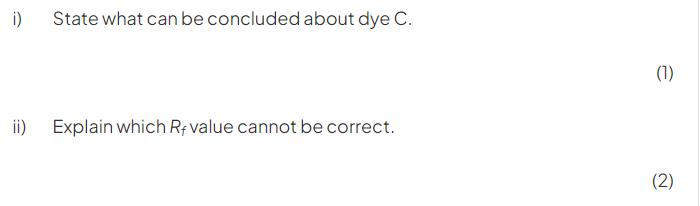 i) State what can be concluded about dye C.
(1)
ii) Explain which Rf value cannot be correct.
(2)